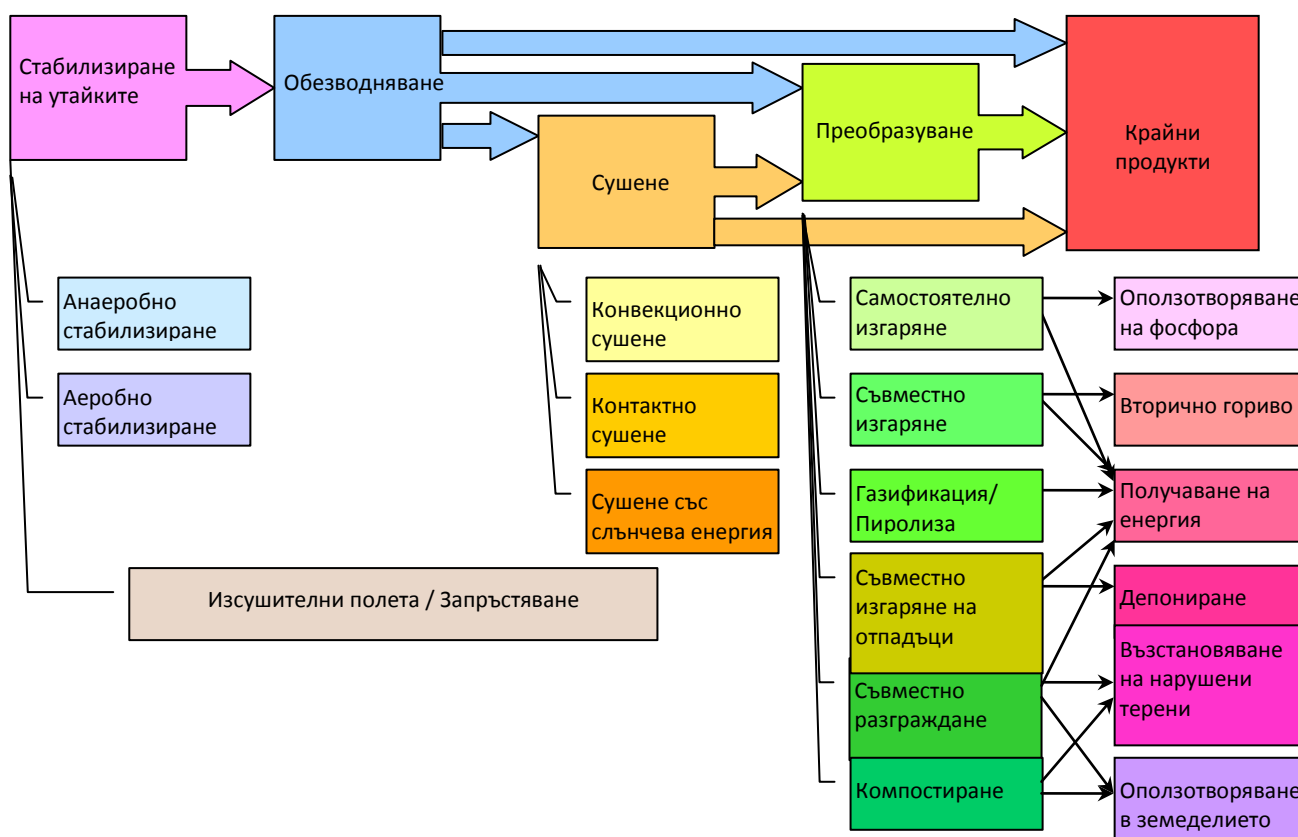 Стабилизиране
на утайките
Обезводняване
Сушене
Преобразуване
Крайни
продукти
Анаеробно
стабилизиране
Аеробно
стабилизиране
Изсушителни полета / Запръстяване
Конвекционно
сушене
Контактно
сушене
Сушене със
слънчева енергия
Самостоятелно
изгаряне
Съвместно
изгаряне
Газификация/
Пиролиза
Съвместно
изгаряне на
отпадъци
Съвместно
разграждане
Компостиране
Оползотворяване
на фосфора
Вторично гориво
Получаване на
енергия
Депониране
Възстановяване
на нарушени
терени
Оползотворяване
в земеделието